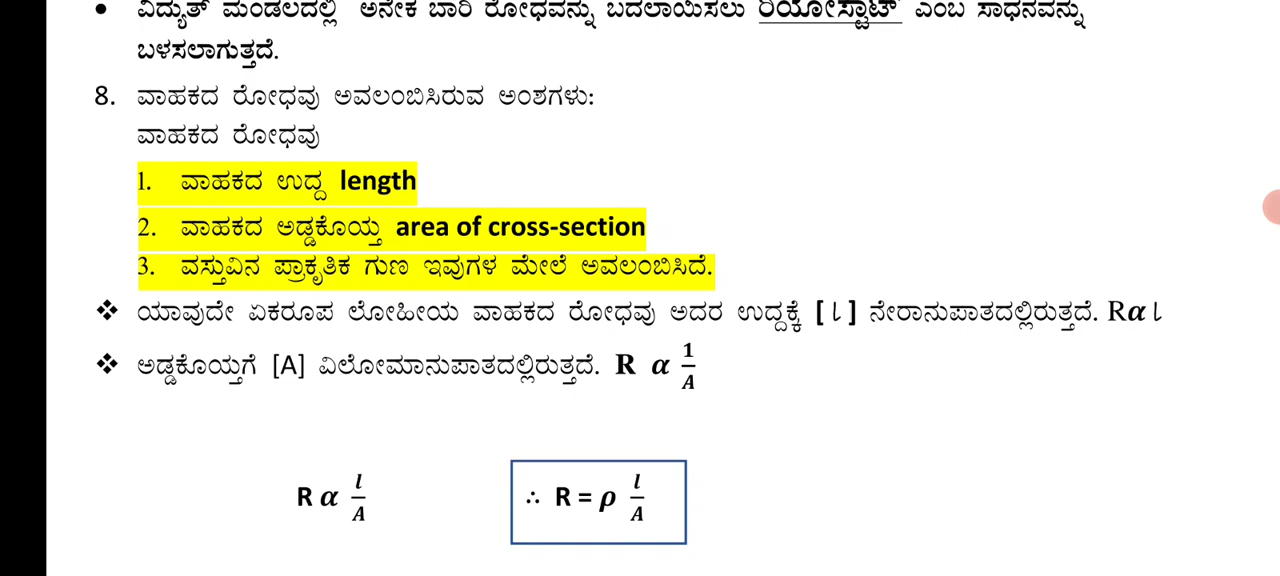 • ವಿದ್ಯುತ್ ಮಂಡಲದಲ್ಲಿ ಅನೇಕ ಬಾರಿ ರೋಧವನ್ನು ಬದಲಾಯಿಸಲು ರಿಯೋಸ್ಟಾಟ್ ಎಂಬ ಸಾಧನವನ್ನು
ಬಳಸಲಾಗುತ್ತದೆ.
8. ವಾಹಕದ ರೋಧವು ಅವಲಂಬಿಸಿರುವ ಅಂಶಗಳು:
ವಾಹಕದ ರೋಧವು
1. ವಾಹಕದ ಉದ್ದ length
2. ವಾಹಕದ ಅಡ್ಡಕೊಯ್ತ area of cross-section
3. ವಸ್ತುವಿನ ಪ್ರಾಕೃತಿಕ ಗುಣ ಇವುಗಳ ಮೇಲೆ ಅವಲಂಬಿಸಿದೆ.
❖ ಯಾವುದೇ ಏಕರೂಪ ಲೋಹೀಯ ವಾಹಕದ ರೋಧವು ಅದರ ಉದ್ದಕ್ಕೆ [ l ] ನೇರಾನುಪಾತದಲ್ಲಿರುತ್ತದೆ. Rα l
❖ ಅಡ್ಡಕೊಯ್ತಗೆ [A] ವಿಲೋಮಾನುಪಾತದಲ್ಲಿರುತ್ತದೆ. R α 1/A
R α l/A ∴ R = ρ l/A